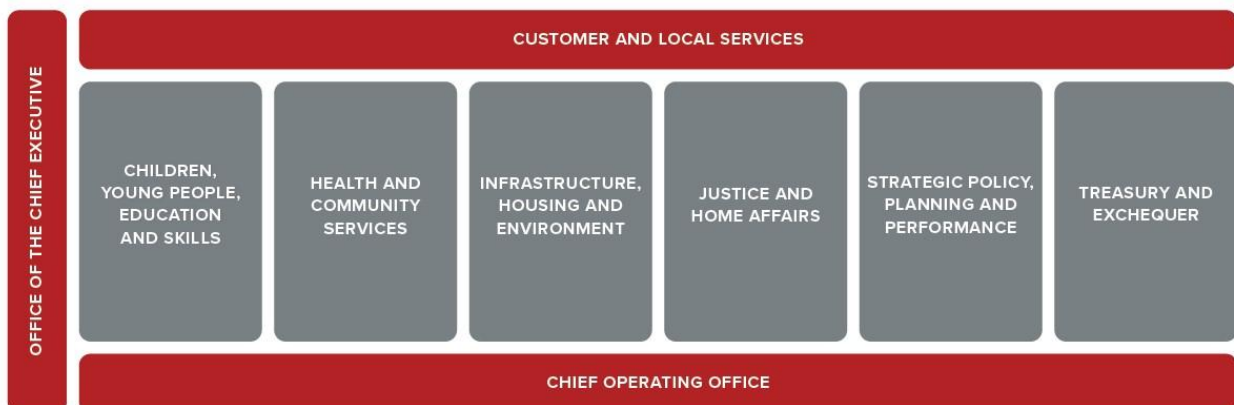 OFFICE OF THE CHIEF EXECUTIVE
CUSTOMER AND LOCAL SERVICES
CHILDREN,
YOUNG PEOPLE,
EDUCATION
AND SKILLS
HEALTH AND
COMMUNITY
SERVICES
INFRASTRUCTURE,
HOUSING AND
ENVIRONMENT
JUSTICE AND
HOME AFFAIRS
STRATEGIC POLICY,
PLANNING AND
PERFORMANCE
TREASURY AND
EXCHEQUER
CHIEF OPERATING OFFICE